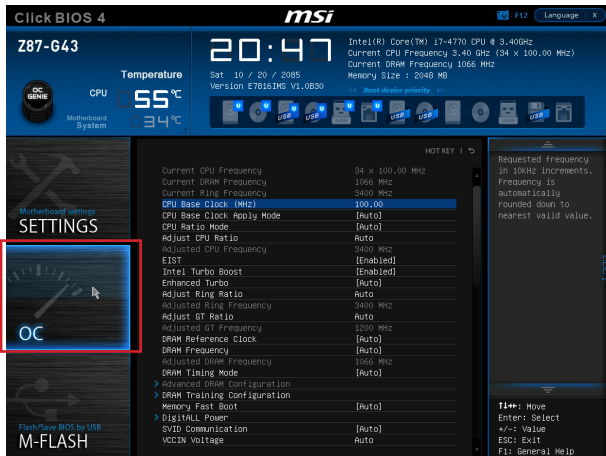 Click BIOS 4
msi
F12
Language
X
Z87-G43
20:47
Intel(R) Core(TM) i7-4770 CPU @ 3.40GHz
Current CPU Frequency 3.40 GHz (34 × 100.00 MHz)
Current DRAM Frequency 1066 MHz
Memory Size : 2048 MB
Temperature
Sat 10 / 20 / 2085
Version E7816IMS V1.0B30
Boot device priority
OC
GENIE
CPU
55°C
Motherboard
System
34°C
U
U
USB
U
USB
U
U
U
USB
USB
USB
HOT KEY
Current CPU Frequency 34 × 100.00 MHz
Current DRAM Frequency 1066 MHz
Current Ring Frequency 3400 MHz
CPU Base Clock (MHz) 100.00
CPU Base Clock Apply Mode [Auto]
CPU Ratio Mode [Auto]
Adjust CPU Ratio Auto
Adjusted CPU Frequency 3400 MHz
EIST [Enabled]
Intel Turbo Boost [Enabled]
Enhanced Turbo [Auto]
Adjust Ring Ratio Auto
Adjusted Ring Frequency 3400 MHz
Adjust GT Ratio Auto
Adjusted GT Frequency 1200 MHz
DRAM Reference Clock [Auto]
DRAM Frequency [Auto]
Adjusted DRAM Frequency 1066 MHz
DRAM Timing Mode [Auto]
> Advanced DRAM Configuration
> DRAM Training Configuration
Memory Fast Boot [Auto]
> DigitALL Power
SVID Communication [Auto]
VCCIN Voltage Auto
Motherboard settings
SETTINGS
OC
Flash/Save BIOS by USB
M-FLASH
Requested frequency
in 10kHz increments.
Frequency is
automatically
rounded down to
nearest valid value.
↑↓←→: Move
Enter: Select
+/-: Value
ESC: Exit
F1: General Help